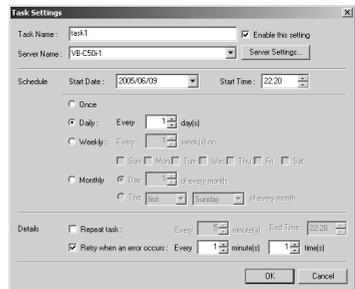 Task Settings
Task Name : task1 Enable this setting
Server Name : VB-C50i-1 Server Settings...
Schedule Start Date : 2005/06/09 Start Time : 22:20
Once
Daily : Every 1 day(s)
Weekly : Every 1 week(s) on :
Sun Mon Tue Wed Thu Fri Sat
Monthly Day 1 of every month
The first Sunday of every month
Details Repeat task : Every 5 minute(s) End Time : 22:20
Retry when an error occurs : Every 1 minute(s) 1 time(s)
OK Cancel